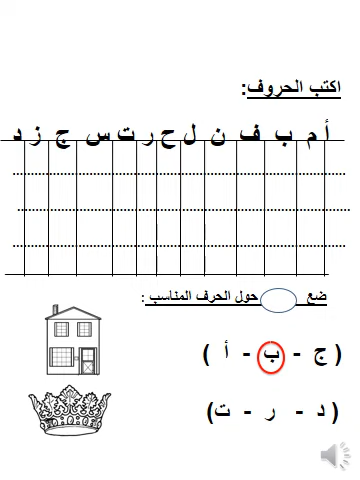 اكتب الحروف:
أ م ب ف ن ل ح ر ت س ج ز د
ضع حول الحرف المناسب :
( ج - ب - أ )
( د - ر - ت)